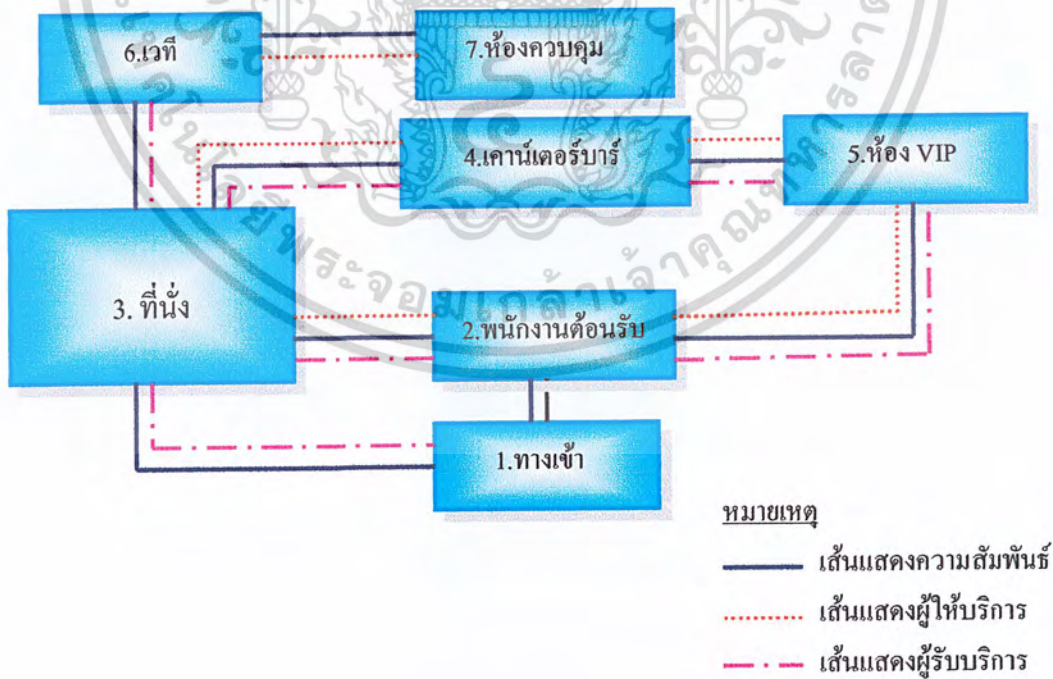 6.เวที
7.ห้องควบคุม
4.เคาน์เตอร์บาร์
5.ห้อง VIP
3. ที่นั่ง
2.พนักงานต้อนรับ
1.ทางเข้า
หมายเหตุ
เส้นแสดงความสัมพันธ์
เส้นแสดงผู้ให้บริการ
เส้นแสดงผู้รับบริการ